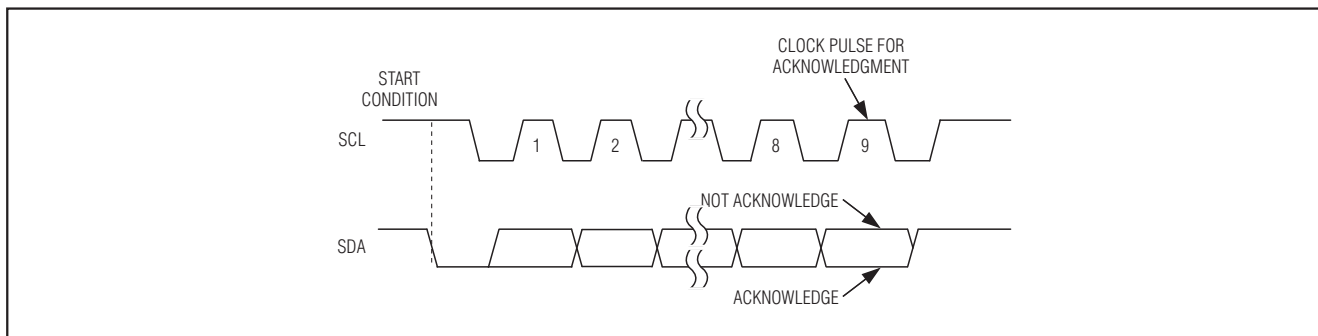 CLOCK PULSE FOR
ACKNOWLEDGMENT
START
CONDITION
SCL
1
2
8
9
NOT ACKNOWLEDGE
SDA
ACKNOWLEDGE